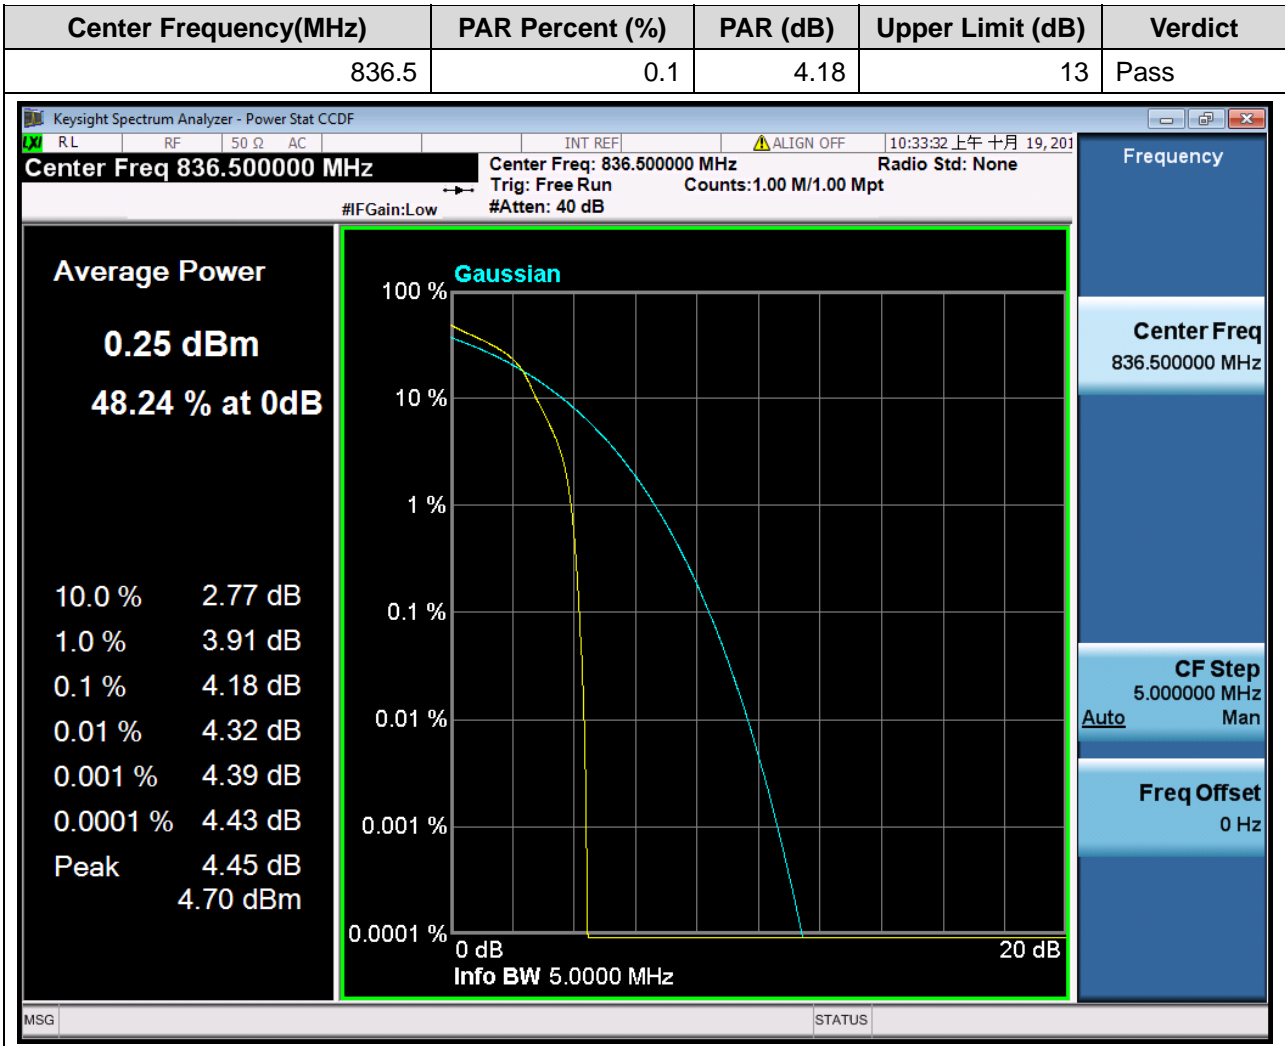 Center Frequency(MHz) PAR Percent (%) PAR (dB) Upper Limit (dB) Verdict
836.5 0.1 4.18 13 Pass
Keysight Spectrum Analyzer - Power Stat CCDF
LXI RL RF 50 Ω AC INT REF ALIGN OFF 10:33:32 上午 十月 19, 201
Center Freq 836.500000 MHz
Center Freq: 836.500000 MHz Radio Std: None
Trig: Free Run Counts:1.00 M/1.00 Mpt
#IFGain:Low #Atten: 40 dB
Frequency
Average Power
0.25 dBm
48.24 % at 0dB
10.0 % 2.77 dB
1.0 % 3.91 dB
0.1 % 4.18 dB
0.01 % 4.32 dB
0.001 % 4.39 dB
0.0001 % 4.43 dB
Peak 4.45 dB
4.70 dBm
Gaussian
100 %
10 %
1 %
0.1 %
0.01 %
0.001 %
0.0001 %
0 dB 20 dB
Info BW 5.0000 MHz
Center Freq
836.500000 MHz
CF Step
5.000000 MHz
Auto Man
Freq Offset
0 Hz
MSG STATUS